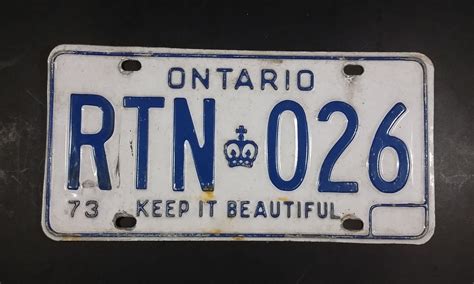 ONTARIO
RTN 026
73 KEEP IT BEAUTIFUL